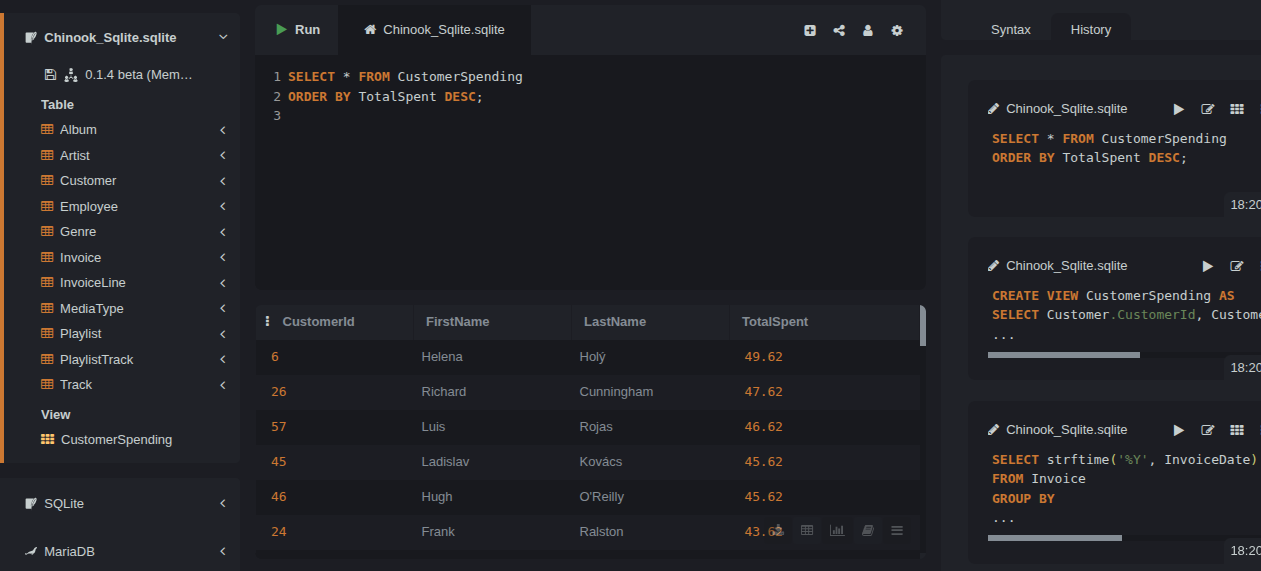 Chinook_Sqlite.sqlite
0.1.4 beta (Mem…
Table
Album
Artist
Customer
Employee
Genre
Invoice
InvoiceLine
MediaType
Playlist
PlaylistTrack
Track
View
CustomerSpending
SQLite
MariaDB
Run
Chinook_Sqlite.sqlite
1 SELECT * FROM CustomerSpending
2 ORDER BY TotalSpent DESC;
3
CustomerId FirstName LastName TotalSpent
6 Helena Holý 49.62
26 Richard Cunningham 47.62
57 Luis Rojas 46.62
45 Ladislav Kovács 45.62
46 Hugh O'Reilly 45.62
24 Frank Ralston 43.62
Syntax History
Chinook_Sqlite.sqlite
SELECT * FROM CustomerSpending
ORDER BY TotalSpent DESC;
18:20
Chinook_Sqlite.sqlite
CREATE VIEW CustomerSpending AS
SELECT Customer.CustomerId, Custome
...
18:20
Chinook_Sqlite.sqlite
SELECT strftime('%Y', InvoiceDate)
FROM Invoice
GROUP BY
...
18:20